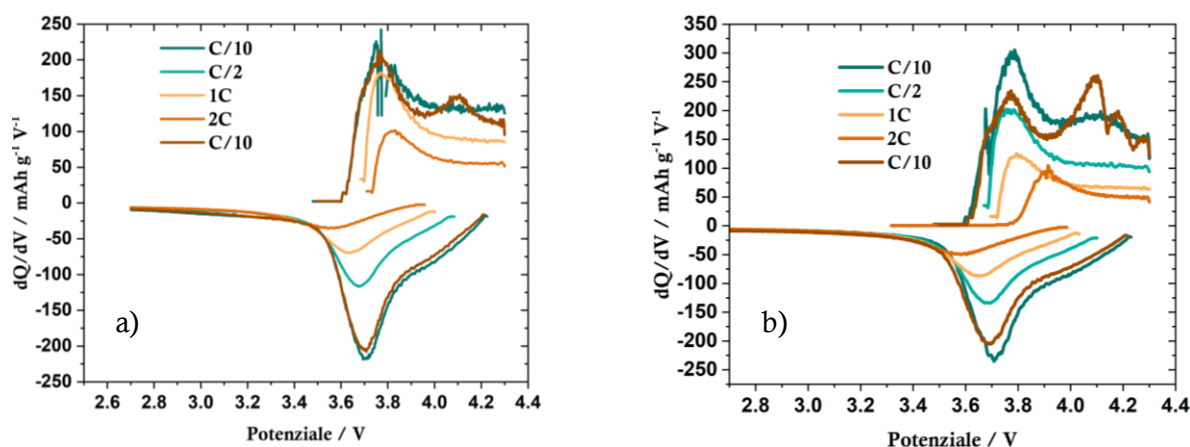 dQ/dV / mAh g⁻¹ V⁻¹
250
200
150
100
50
0
-50
-100
-150
-200
-250
C/10
C/2
1C
2C
C/10
a)
2.6 2.8 3.0 3.2 3.4 3.6 3.8 4.0 4.2 4.4
Potenziale / V
dQ/dV / mAh g⁻¹ V⁻¹
350
300
250
200
150
100
50
0
-50
-100
-150
-200
-250
C/10
C/2
1C
2C
C/10
b)
2.8 3.0 3.2 3.4 3.6 3.8 4.0 4.2 4.4
Potenziale / V